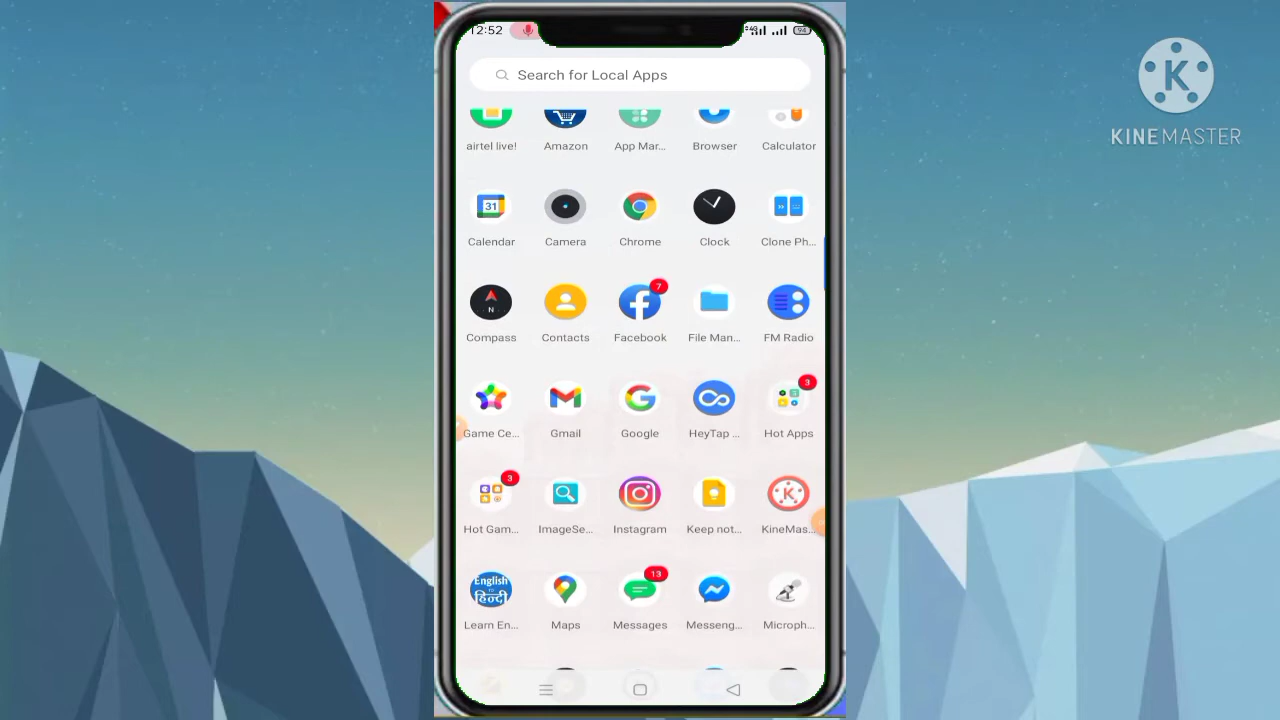 12:52
94
Search for Local Apps
airtel live! Amazon App Mar... Browser Calculator
31
Calendar Camera Chrome Clock Clone Ph...
N
7
Compass Contacts Facebook File Man... FM Radio
3
Game Ce... Gmail Google HeyTap ... Hot Apps
3
K
Hot Gam... ImageSe... Instagram Keep not... KineMas...
English
TO
हिन्दी
13
Learn En... Maps Messages Messeng... Microph...
K
KINEMASTER